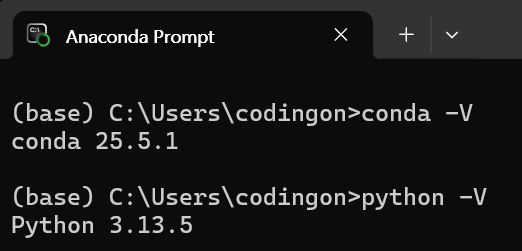 Anaconda Prompt
(base) C:\Users\codingon>conda -V
conda 25.5.1
(base) C:\Users\codingon>python -V
Python 3.13.5